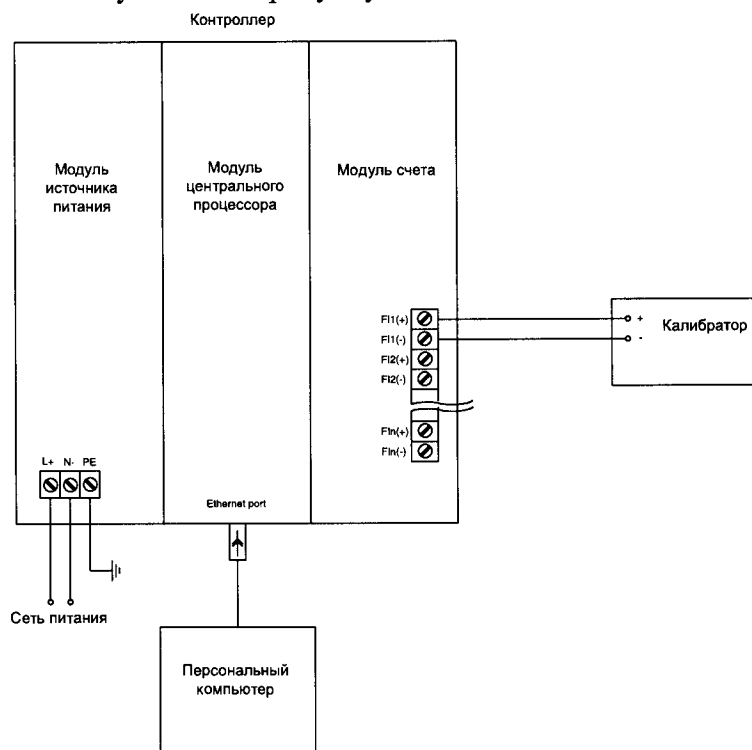 Контроллер
Модуль
источника
питания
Модуль
центрального
процессора
Модуль счета
FI1(+)
FI1(-)
FI2(+)
FI2(-)
FIn(+)
FIn(-)
+
-
Калибратор
L+ N- PE
Ethernet port
Сеть питания
Персональный
компьютер